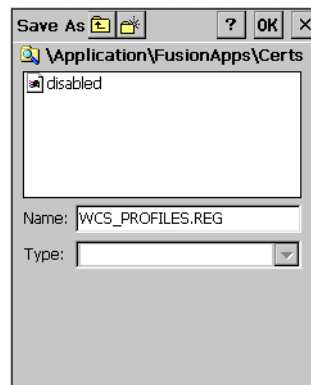 Save As ? OK ×
\Application\FusionApps\Certs
disabled
Name: WCS_PROFILES.REG
Type: